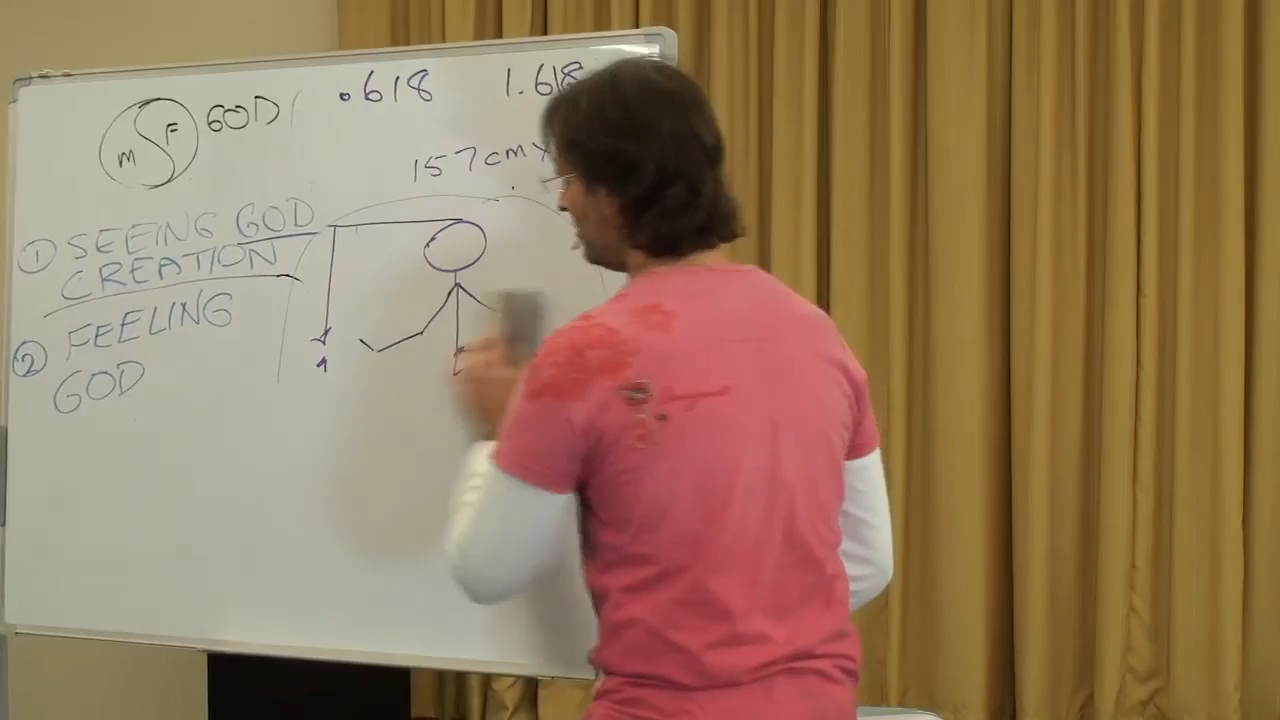 M F GOD
.618 1.618
157cm x
① SEEING GOD
CREATION
② FEELING
GOD